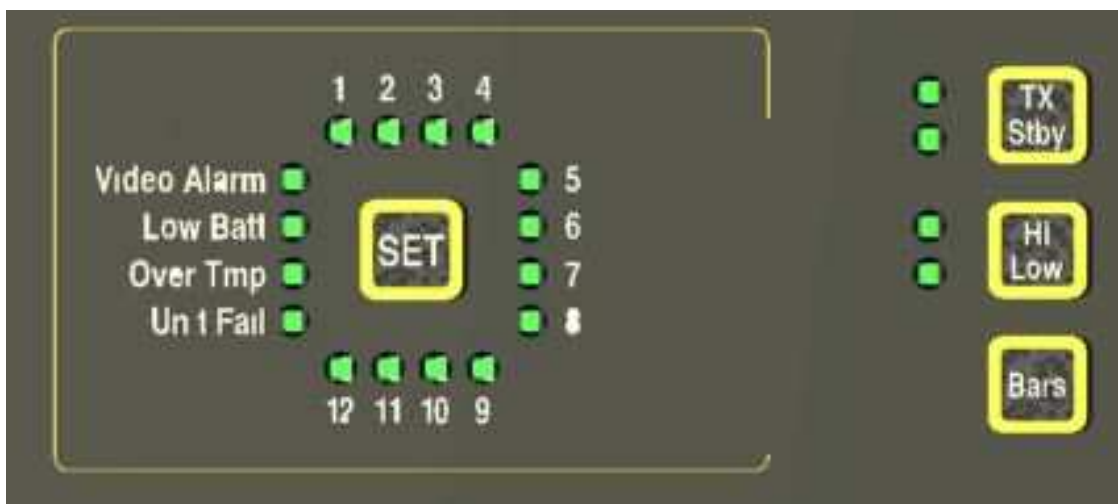 1 2 3 4
TX
Stby
Video Alarm
5
Low Batt
6
SET
HI
Low
Over Tmp
7
Un t Fail
8
Bars
12 11 10 9